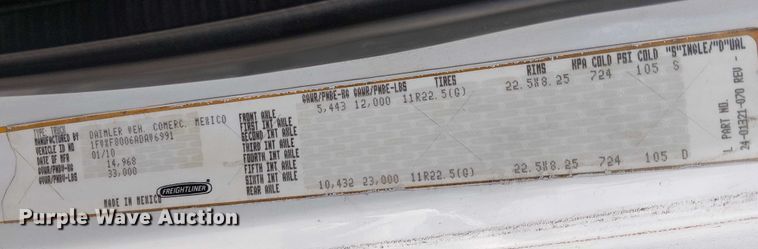 GAWR/PNBE-KG GAWR/PNBE-LBS TIRES RIMS KPA COLD PSI COLD "S"INGLE/"D"UAL
FRONT AXLE 5,443 12,000 11R22.5(G) 22.5X8.25 724 105 S
FIRST INT AXLE
SECOND INT AXLE
THIRD INT AXLE
FOURTH INT AXLE
FIFTH INT AXLE
SIXTH INT AXLE
REAR AXLE 10,432 23,000 11R22.5(G) 22.5X8.25 724 105 D
TYPE: TRUCK
DAIMLER VEH. COMERC. MEXICO
VEHICLE ID NO
DATE OF MFR 01/10
GVWR/PNBV-KG 14,968
GVWR/PNBV-LBS 33,000
MADE IN MEXICO
FREIGHTLINER
L PART NO.
24-01321-070 REV -
Purple Wave Auction